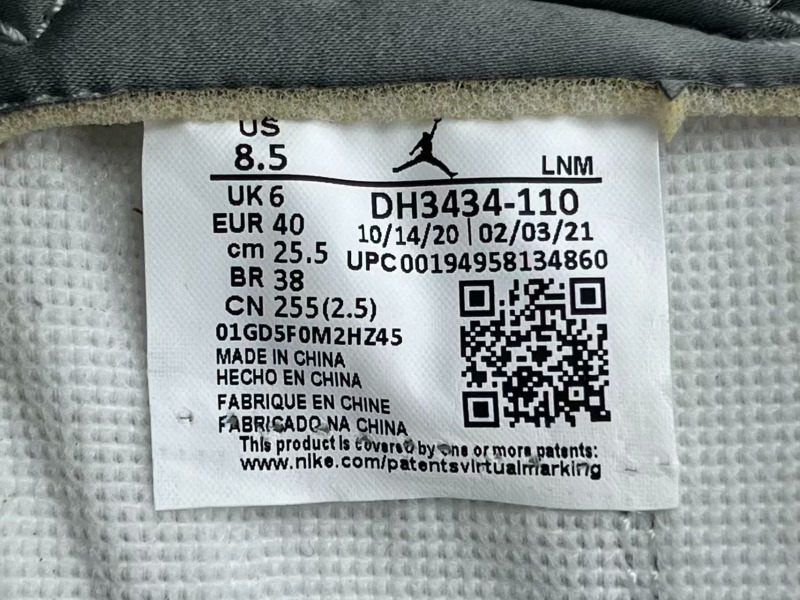 US
8.5
LNM
UK 6
DH3434-110
EUR 40
10/14/20 | 02/03/21
cm 25.5
UPC00194958134860
BR 38
CN 255(2.5)
01GD5F0M2HZ45
MADE IN CHINA
HECHO EN CHINA
FABRIQUE EN CHINE
FABRICADO NA CHINA
This product is covered by one or more patents:
www.nike.com/patentsvirtualmarking